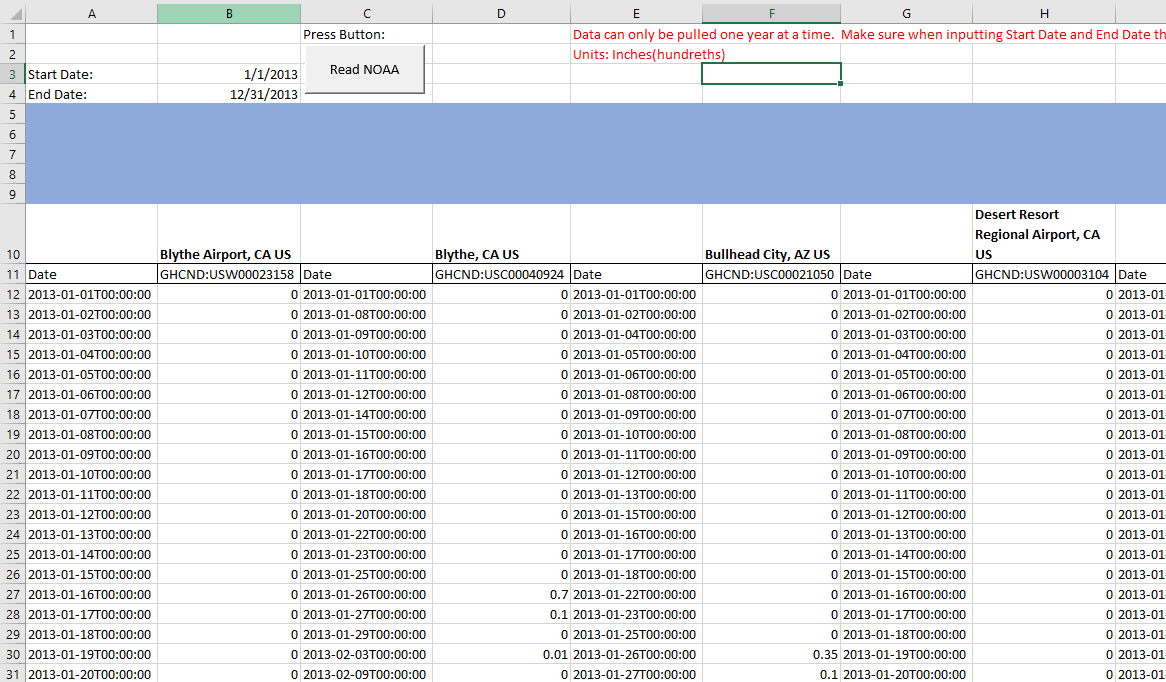 A B C D E F G H
1 Press Button: Data can only be pulled one year at a time. Make sure when inputting Start Date and End Date th
2 Units: Inches(hundreths)
Read NOAA
3 Start Date: 1/1/2013
4 End Date: 12/31/2013
5
6
7
8
9
Desert Resort
Regional Airport, CA
10 Blythe Airport, CA US Blythe, CA US Bullhead City, AZ US US
11 Date GHCND:USW00023158 Date GHCND:USC00040924 Date GHCND:USC00021050 Date GHCND:USW00003104 Date
12 2013-01-01T00:00:00 0 2013-01-01T00:00:00 0 2013-01-01T00:00:00 0 2013-01-01T00:00:00 0 2013-01-
13 2013-01-02T00:00:00 0 2013-01-08T00:00:00 0 2013-01-02T00:00:00 0 2013-01-02T00:00:00 0 2013-01-
14 2013-01-03T00:00:00 0 2013-01-09T00:00:00 0 2013-01-04T00:00:00 0 2013-01-03T00:00:00 0 2013-01-
15 2013-01-04T00:00:00 0 2013-01-10T00:00:00 0 2013-01-05T00:00:00 0 2013-01-04T00:00:00 0 2013-01-
16 2013-01-05T00:00:00 0 2013-01-11T00:00:00 0 2013-01-06T00:00:00 0 2013-01-05T00:00:00 0 2013-01-
17 2013-01-06T00:00:00 0 2013-01-12T00:00:00 0 2013-01-08T00:00:00 0 2013-01-06T00:00:00 0 2013-01-
18 2013-01-07T00:00:00 0 2013-01-14T00:00:00 0 2013-01-09T00:00:00 0 2013-01-07T00:00:00 0 2013-01-
19 2013-01-08T00:00:00 0 2013-01-15T00:00:00 0 2013-01-10T00:00:00 0 2013-01-08T00:00:00 0 2013-01-
20 2013-01-09T00:00:00 0 2013-01-16T00:00:00 0 2013-01-11T00:00:00 0 2013-01-09T00:00:00 0 2013-01-
21 2013-01-10T00:00:00 0 2013-01-17T00:00:00 0 2013-01-12T00:00:00 0 2013-01-10T00:00:00 0 2013-01-
22 2013-01-11T00:00:00 0 2013-01-18T00:00:00 0 2013-01-13T00:00:00 0 2013-01-11T00:00:00 0 2013-01-
23 2013-01-12T00:00:00 0 2013-01-20T00:00:00 0 2013-01-15T00:00:00 0 2013-01-12T00:00:00 0 2013-01-
24 2013-01-13T00:00:00 0 2013-01-22T00:00:00 0 2013-01-16T00:00:00 0 2013-01-13T00:00:00 0 2013-01-
25 2013-01-14T00:00:00 0 2013-01-23T00:00:00 0 2013-01-17T00:00:00 0 2013-01-14T00:00:00 0 2013-01-
26 2013-01-15T00:00:00 0 2013-01-25T00:00:00 0 2013-01-18T00:00:00 0 2013-01-15T00:00:00 0 2013-01-
27 2013-01-16T00:00:00 0 2013-01-26T00:00:00 0.7 2013-01-22T00:00:00 0 2013-01-16T00:00:00 0 2013-01-
28 2013-01-17T00:00:00 0 2013-01-27T00:00:00 0.1 2013-01-23T00:00:00 0 2013-01-17T00:00:00 0 2013-01-
29 2013-01-18T00:00:00 0 2013-01-29T00:00:00 0 2013-01-25T00:00:00 0 2013-01-18T00:00:00 0 2013-01-
30 2013-01-19T00:00:00 0 2013-02-03T00:00:00 0.01 2013-01-26T00:00:00 0.35 2013-01-19T00:00:00 0 2013-01-
31 2013-01-20T00:00:00 0 2013-02-09T00:00:00 0 2013-01-27T00:00:00 0.1 2013-01-20T00:00:00 0 2013-01-